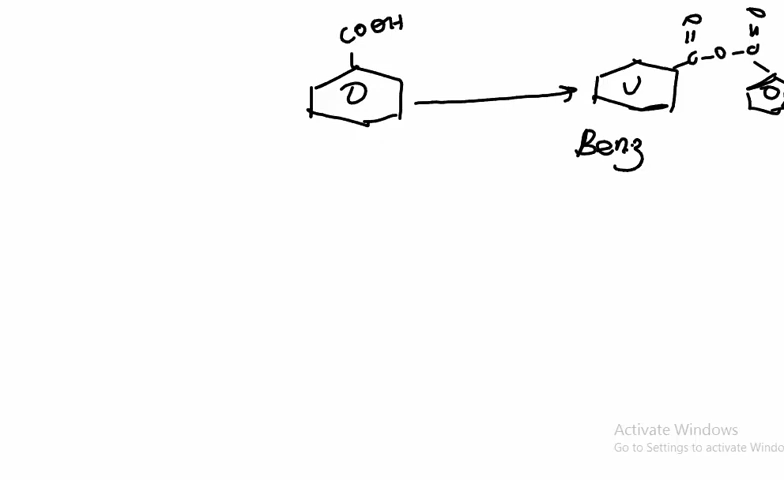 COOH
O O
|| ||
C-O-C
Benz
Activate Windows
Go to Settings to activate Windo